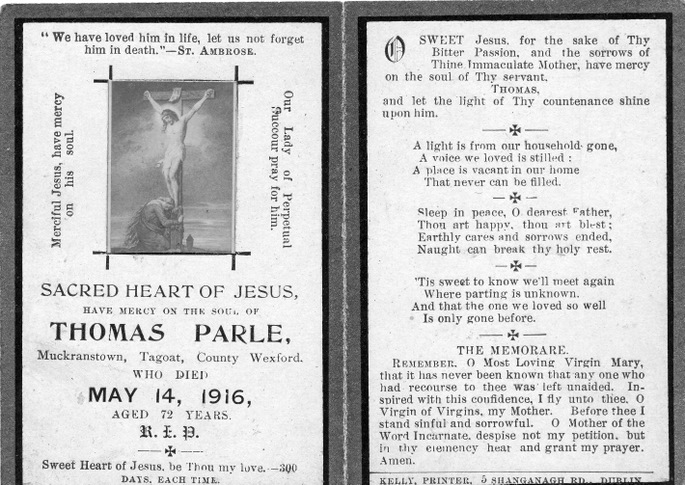 " We have loved him in life, let us not forget
him in death."—ST. AMBROSE.
Merciful Jesus, have mercy
on his soul.
Our Lady of Perpetual
Succour pray for him.
SACRED HEART OF JESUS,
HAVE MERCY ON THE SOUL OF
THOMAS PARLE,
Muckranstown, Tagoat, County Wexford.
WHO DIED
MAY 14, 1916,
AGED 72 YEARS.
R. I. P.
Sweet Heart of Jesus, be Thou my love.—300
DAYS, EACH TIME.
O SWEET Jesus, for the sake of Thy
Bitter Passion, and the sorrows of
Thine Immaculate Mother, have mercy
on the soul of Thy servant,
THOMAS,
and let the light of Thy countenance shine
upon him.
A light is from our household gone,
A voice we loved is stilled :
A place is vacant in our home
That never can be filled.
Sleep in peace, O dearest Father,
Thou art happy, thou art blest ;
Earthly cares and sorrows ended,
Naught can break thy holy rest.
'Tis sweet to know we'll meet again
Where parting is unknown.
And that the one we loved so well
Is only gone before.
THE MEMORARE.
REMEMBER, O Most Loving Virgin Mary,
that it has never been known that any one who
had recourse to thee was left unaided. In-
spired with this confidence, I fly unto thee, O
Virgin of Virgins, my Mother. Before thee I
stand sinful and sorrowful. O Mother of the
Word Incarnate, despise not my petition, but
in thy clemency hear and grant my prayer.
Amen.
KELLY, PRINTER, 5 SHANGANAGH RD., DUBLIN